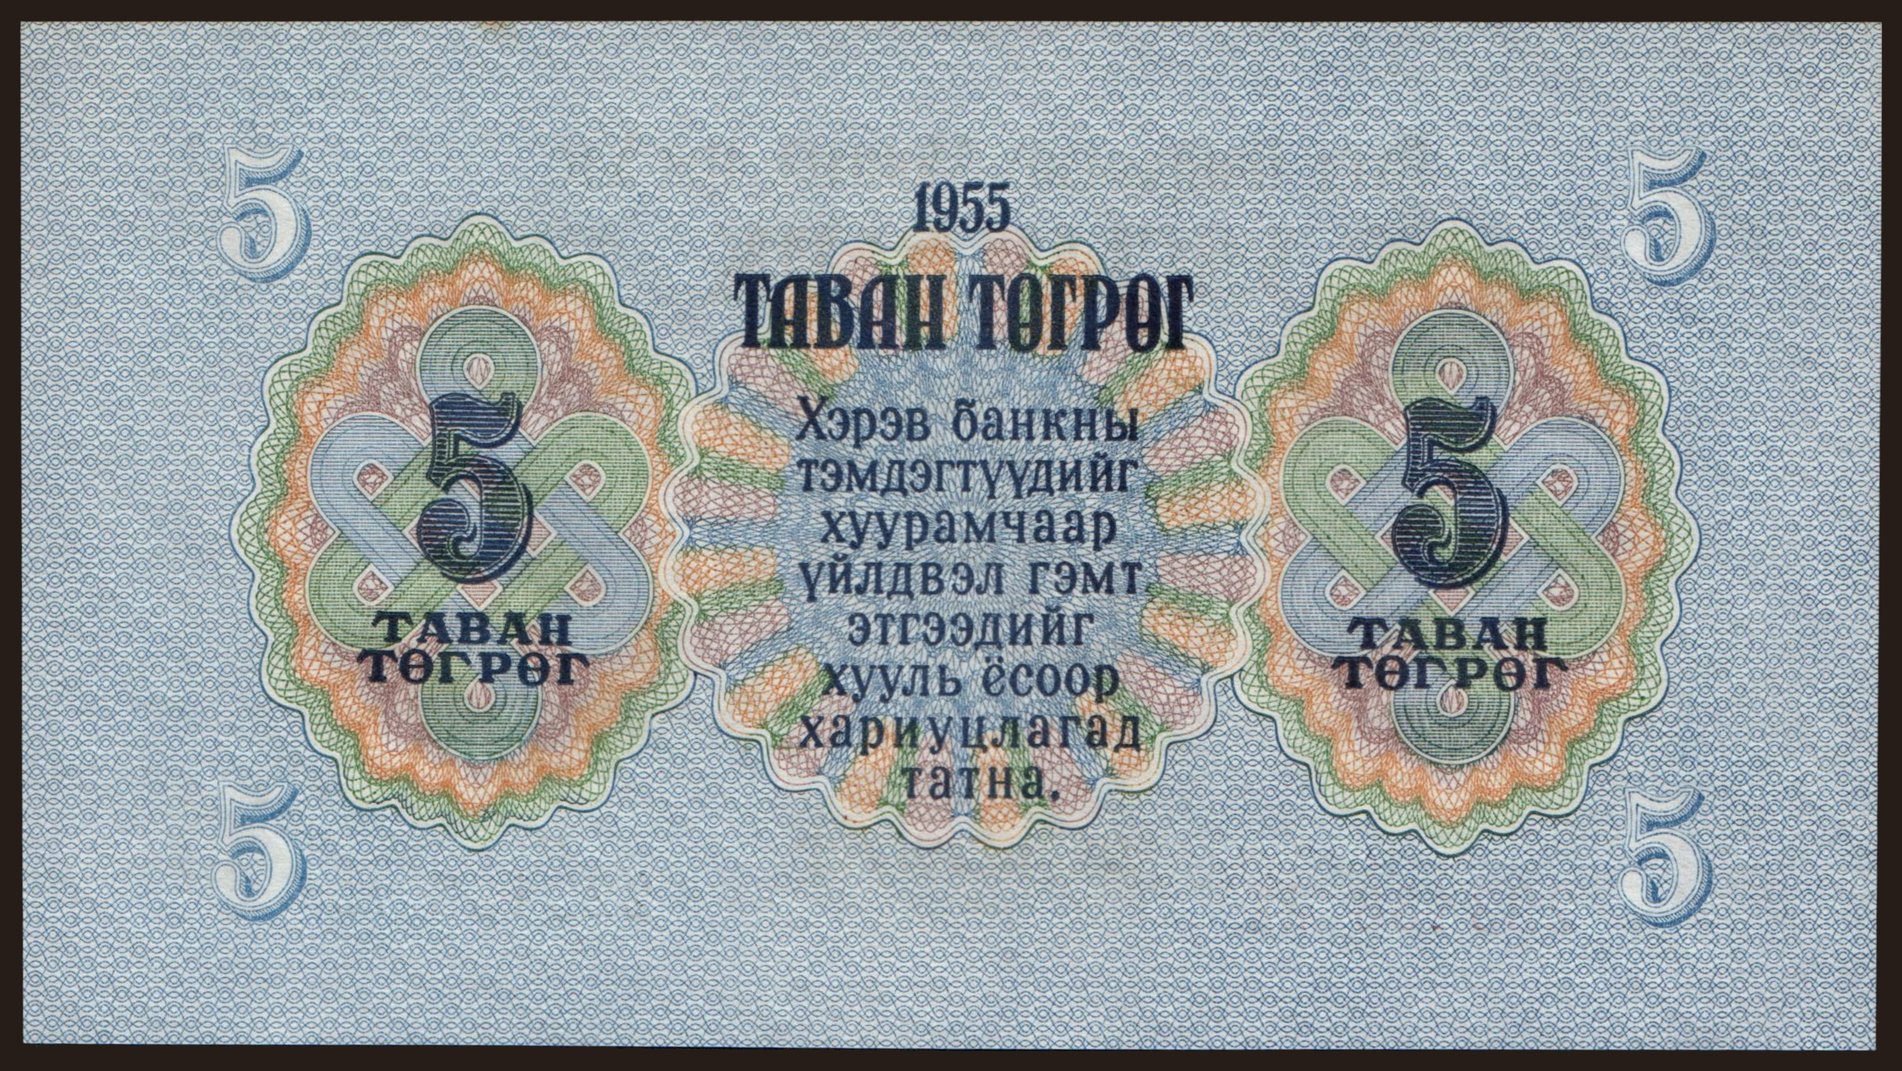 5
5
1955
ТАВАН ТӨГРӨГ
5
ТАВАН
ТӨГРӨГ
Хэрэв банкны
тэмдэгтүүдийг
хуурамчаар
үйлдвэл гэмт
этгээдийг
хууль ёсоор
хариуцлагад
татна.
5
ТАВАН
ТӨГРӨГ
5
5